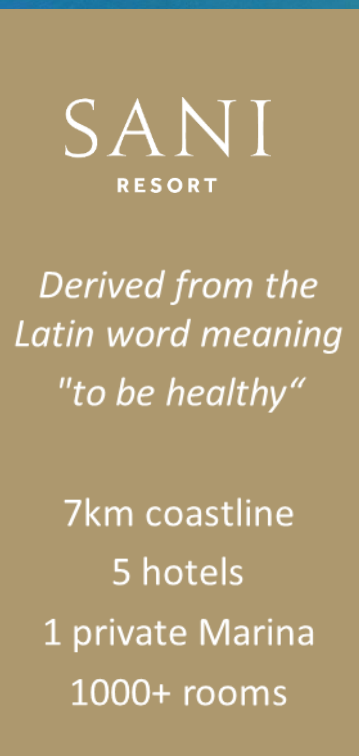 SANI
RESORT
Derived from the
Latin word meaning
"to be healthy“
7km coastline
5 hotels
1 private Marina
1000+ rooms